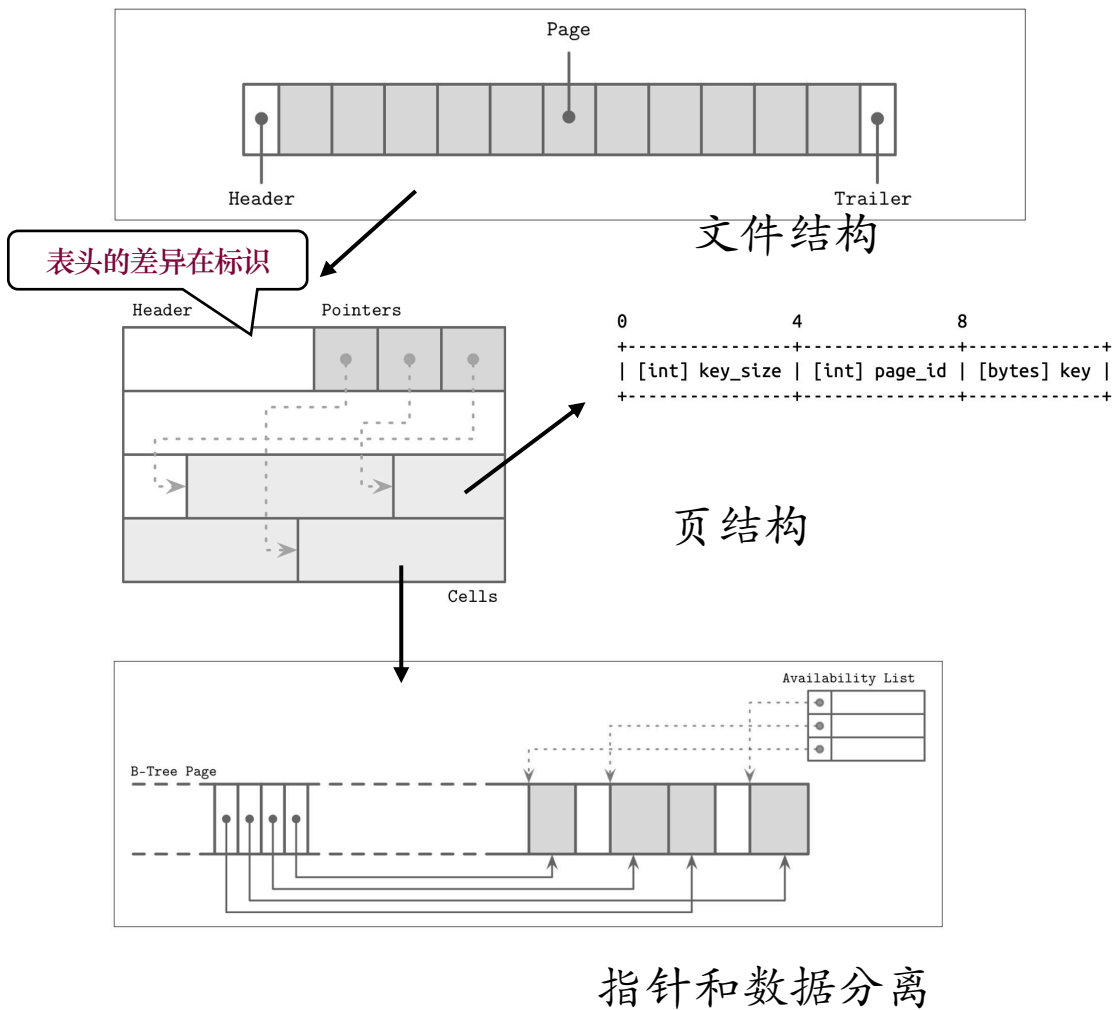 Page
Header
Trailer
文件结构
表头的差异在标识
Header
Pointers
0 4 8
+----------------+---------------+-------------+
| [int] key_size | [int] page_id | [bytes] key |
+----------------+---------------+-------------+
页结构
Cells
Availability List
B-Tree Page
指针和数据分离